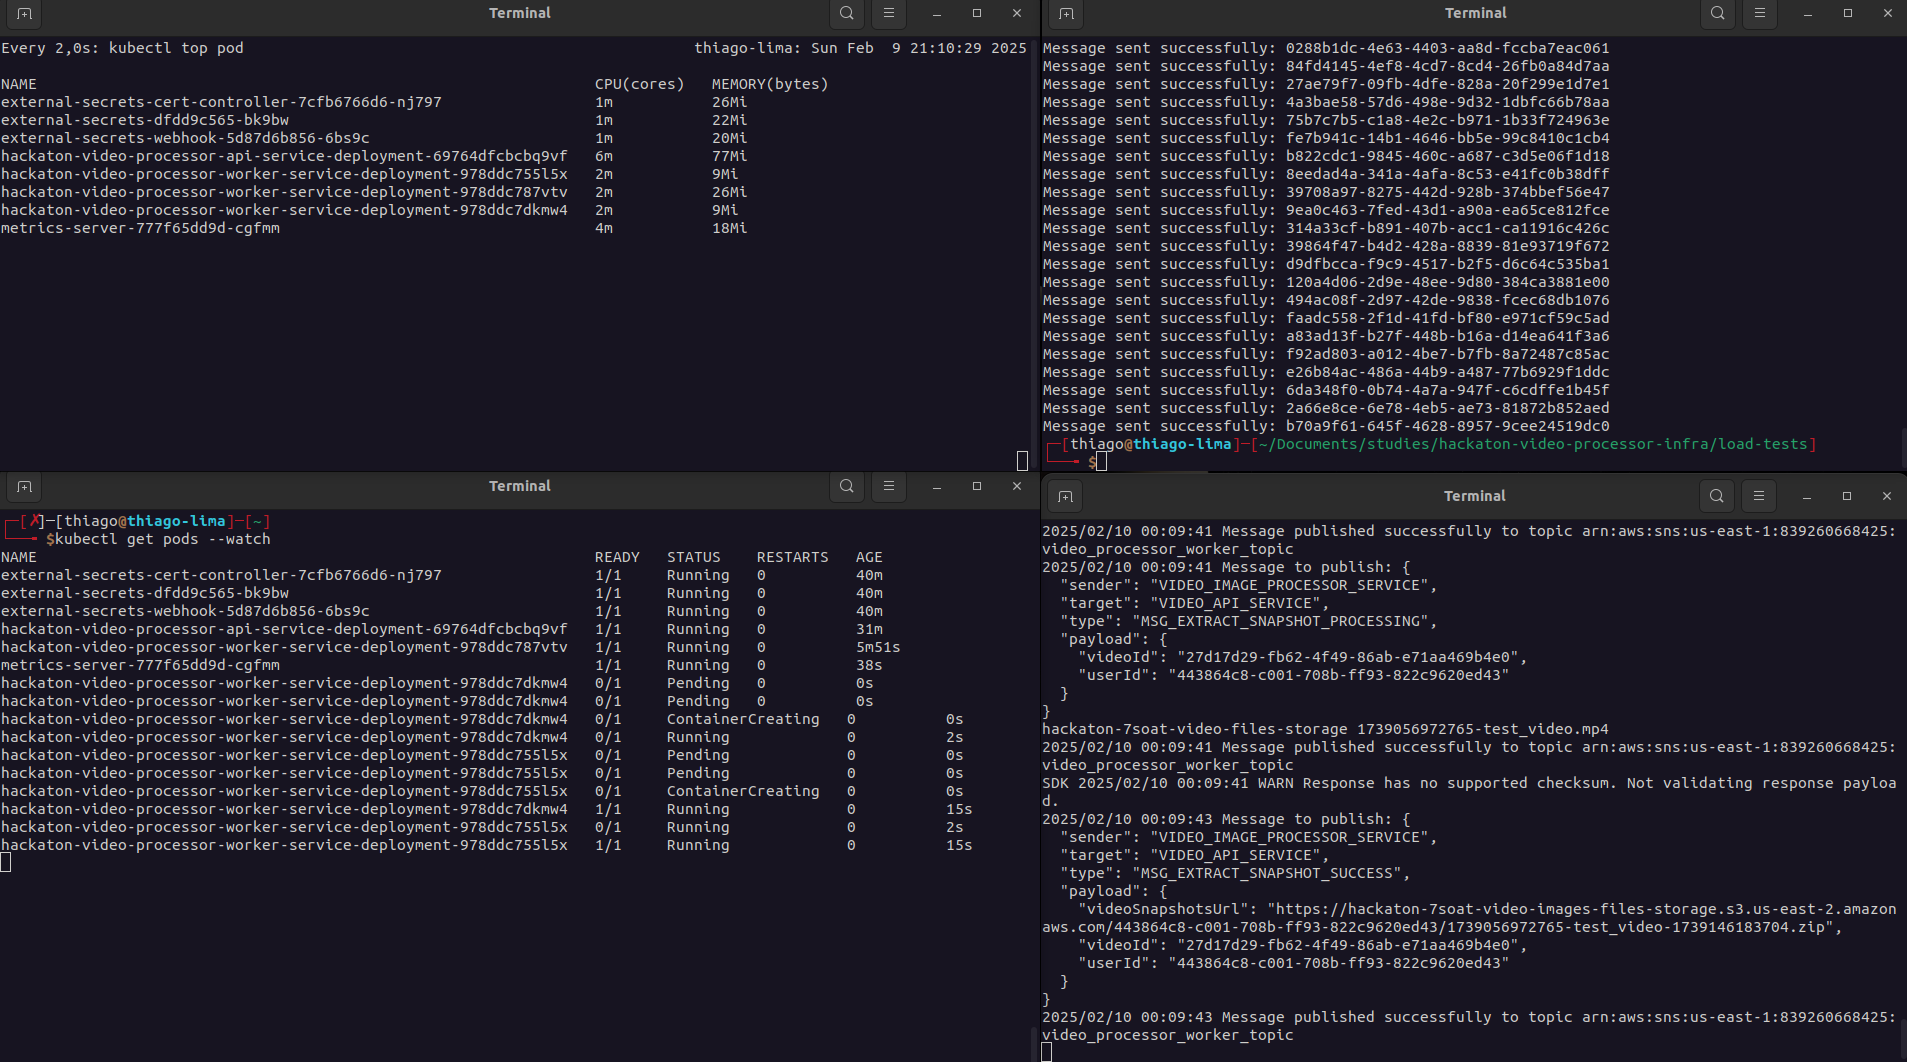 Terminal
Every 2,0s: kubectl top pod    thiago-lima: Sun Feb  9 21:10:29 2025
NAME    CPU(cores)   MEMORY(bytes)
external-secrets-cert-controller-7cfb6766d6-nj797    1m    26Mi
external-secrets-dfdd9c565-bk9bw    1m    22Mi
external-secrets-webhook-5d87d6b856-6bs9c    1m    20Mi
hackaton-video-processor-api-service-deployment-69764dfcbcbq9vf    6m    77Mi
hackaton-video-processor-worker-service-deployment-978ddc755l5x    2m    9Mi
hackaton-video-processor-worker-service-deployment-978ddc787vtv    2m    26Mi
hackaton-video-processor-worker-service-deployment-978ddc7dkmw4    2m    9Mi
metrics-server-777f65dd9d-cgfmm    4m    18Mi
Terminal
Message sent successfully: 0288b1dc-4e63-4403-aa8d-fccba7eac061
Message sent successfully: 84fd4145-4ef8-4cd7-8cd4-26fb0a84d7aa
Message sent successfully: 27ae79f7-09fb-4dfe-828a-20f299e1d7e1
Message sent successfully: 4a3bae58-57d6-498e-9d32-1dbfc66b78aa
Message sent successfully: 75b7c7b5-c1a8-4e2c-b971-1b33f724963e
Message sent successfully: fe7b941c-14b1-4646-bb5e-99c8410c1cb4
Message sent successfully: b822cdc1-9845-460c-a687-c3d5e06f1d18
Message sent successfully: 8eedad4a-341a-4afa-8c53-e41fc0b38dff
Message sent successfully: 39708a97-8275-442d-928b-374bbef56e47
Message sent successfully: 9ea0c463-7fed-43d1-a90a-ea65ce812fce
Message sent successfully: 314a33cf-b891-407b-acc1-ca11916c426c
Message sent successfully: 39864f47-b4d2-428a-8839-81e93719f672
Message sent successfully: d9dfbcca-f9c9-4517-b2f5-d6c64c535ba1
Message sent successfully: 120a4d06-2d9e-48ee-9d80-384ca3881e00
Message sent successfully: 494ac08f-2d97-42de-9838-fcec68db1076
Message sent successfully: faadc558-2f1d-41fd-bf80-e971cf59c5ad
Message sent successfully: a83ad13f-b27f-448b-b16a-d14ea641f3a6
Message sent successfully: f92ad803-a012-4be7-b7fb-8a72487c85ac
Message sent successfully: e26b84ac-486a-44b9-a487-77b6929f1ddc
Message sent successfully: 6da348f0-0b74-4a7a-947f-c6cdffe1b45f
Message sent successfully: 2a66e8ce-6e78-4eb5-ae73-81872b852aed
Message sent successfully: b70a9f61-645f-4628-8957-9cee24519dc0
┌─[thiago@thiago-lima]─[~/Documents/studies/hackaton-video-processor-infra/load-tests]
└──╼ $
Terminal
┌─[✗]─[thiago@thiago-lima]─[~]
└──╼ $kubectl get pods --watch
NAME    READY   STATUS    RESTARTS   AGE
external-secrets-cert-controller-7cfb6766d6-nj797    1/1    Running   0    40m
external-secrets-dfdd9c565-bk9bw    1/1    Running   0    40m
external-secrets-webhook-5d87d6b856-6bs9c    1/1    Running   0    40m
hackaton-video-processor-api-service-deployment-69764dfcbcbq9vf    1/1    Running   0    31m
hackaton-video-processor-worker-service-deployment-978ddc787vtv    1/1    Running   0    5m51s
metrics-server-777f65dd9d-cgfmm    1/1    Running   0    38s
hackaton-video-processor-worker-service-deployment-978ddc7dkmw4    0/1    Pending   0    0s
hackaton-video-processor-worker-service-deployment-978ddc7dkmw4    0/1    Pending   0    0s
hackaton-video-processor-worker-service-deployment-978ddc7dkmw4    0/1    ContainerCreating   0    0s
hackaton-video-processor-worker-service-deployment-978ddc7dkmw4    0/1    Running   0    2s
hackaton-video-processor-worker-service-deployment-978ddc755l5x    0/1    Pending   0    0s
hackaton-video-processor-worker-service-deployment-978ddc755l5x    0/1    Pending   0    0s
hackaton-video-processor-worker-service-deployment-978ddc755l5x    0/1    ContainerCreating   0    0s
hackaton-video-processor-worker-service-deployment-978ddc7dkmw4    1/1    Running   0    15s
hackaton-video-processor-worker-service-deployment-978ddc755l5x    0/1    Running   0    2s
hackaton-video-processor-worker-service-deployment-978ddc755l5x    1/1    Running   0    15s
Terminal
2025/02/10 00:09:41 Message published successfully to topic arn:aws:sns:us-east-1:839260668425:
video_processor_worker_topic
2025/02/10 00:09:41 Message to publish: {
  "sender": "VIDEO_IMAGE_PROCESSOR_SERVICE",
  "target": "VIDEO_API_SERVICE",
  "type": "MSG_EXTRACT_SNAPSHOT_PROCESSING",
  "payload": {
    "videoId": "27d17d29-fb62-4f49-86ab-e71aa469b4e0",
    "userId": "443864c8-c001-708b-ff93-822c9620ed43"
  }
}
hackaton-7soat-video-files-storage 1739056972765-test_video.mp4
2025/02/10 00:09:41 Message published successfully to topic arn:aws:sns:us-east-1:839260668425:
video_processor_worker_topic
SDK 2025/02/10 00:09:41 WARN Response has no supported checksum. Not validating response payloa
d.
2025/02/10 00:09:43 Message to publish: {
  "sender": "VIDEO_IMAGE_PROCESSOR_SERVICE",
  "target": "VIDEO_API_SERVICE",
  "type": "MSG_EXTRACT_SNAPSHOT_SUCCESS",
  "payload": {
    "videoSnapshotsUrl": "https://hackaton-7soat-video-images-files-storage.s3.us-east-2.amazon
aws.com/443864c8-c001-708b-ff93-822c9620ed43/1739056972765-test_video-1739146183704.zip",
    "videoId": "27d17d29-fb62-4f49-86ab-e71aa469b4e0",
    "userId": "443864c8-c001-708b-ff93-822c9620ed43"
  }
}
2025/02/10 00:09:43 Message published successfully to topic arn:aws:sns:us-east-1:839260668425:
video_processor_worker_topic